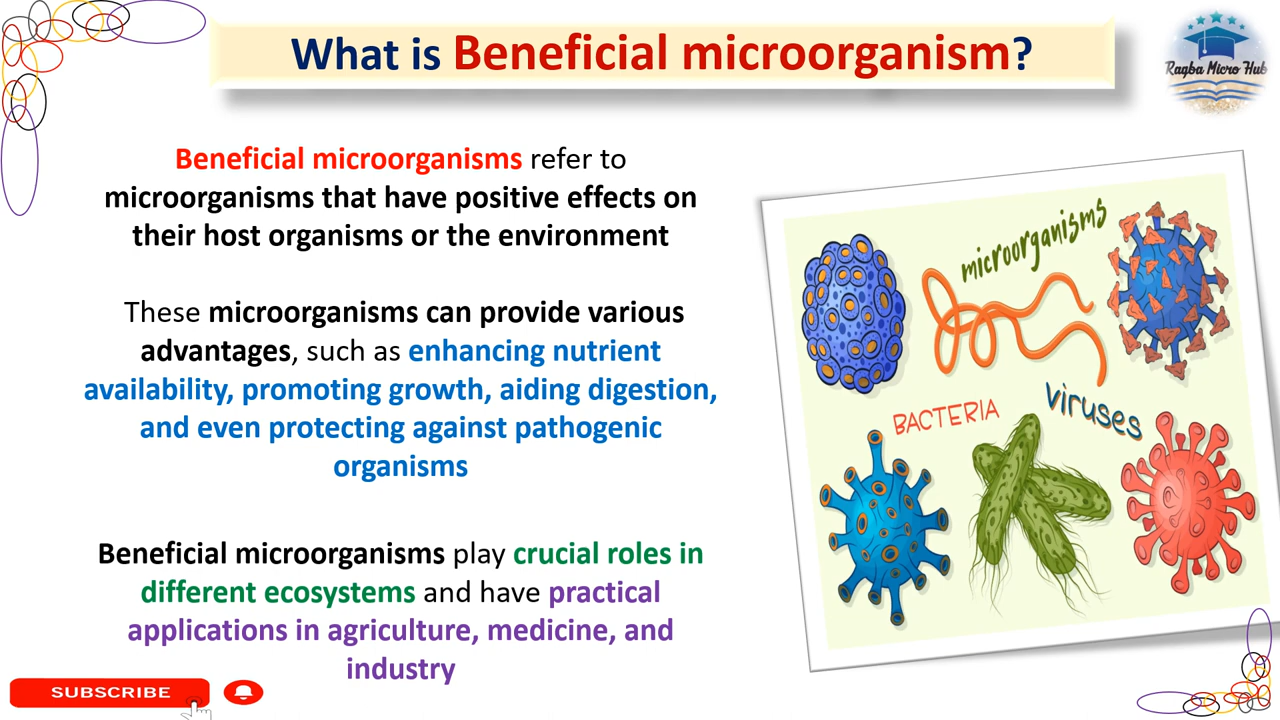 What is Beneficial microorganism?
Ragba Micro Hub
Beneficial microorganisms refer to
microorganisms that have positive effects on
their host organisms or the environment
These microorganisms can provide various
advantages, such as enhancing nutrient
availability, promoting growth, aiding digestion,
and even protecting against pathogenic
organisms
Beneficial microorganisms play crucial roles in
different ecosystems and have practical
applications in agriculture, medicine, and
industry
microorganisms
BACTERIA
viruses
SUBSCRIBE